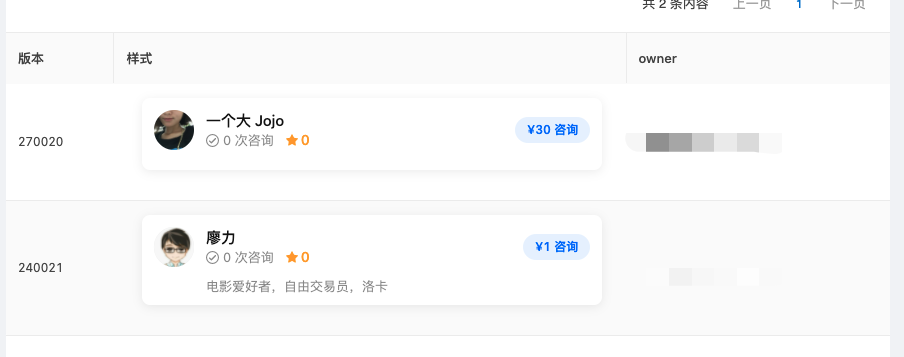 共 2 条内容 上一页 1 下一页
版本 样式 owner
270020
一个大 Jojo
0 次咨询 0
¥30 咨询
240021
廖力
0 次咨询 0
¥1 咨询
电影爱好者，自由交易员，洛卡